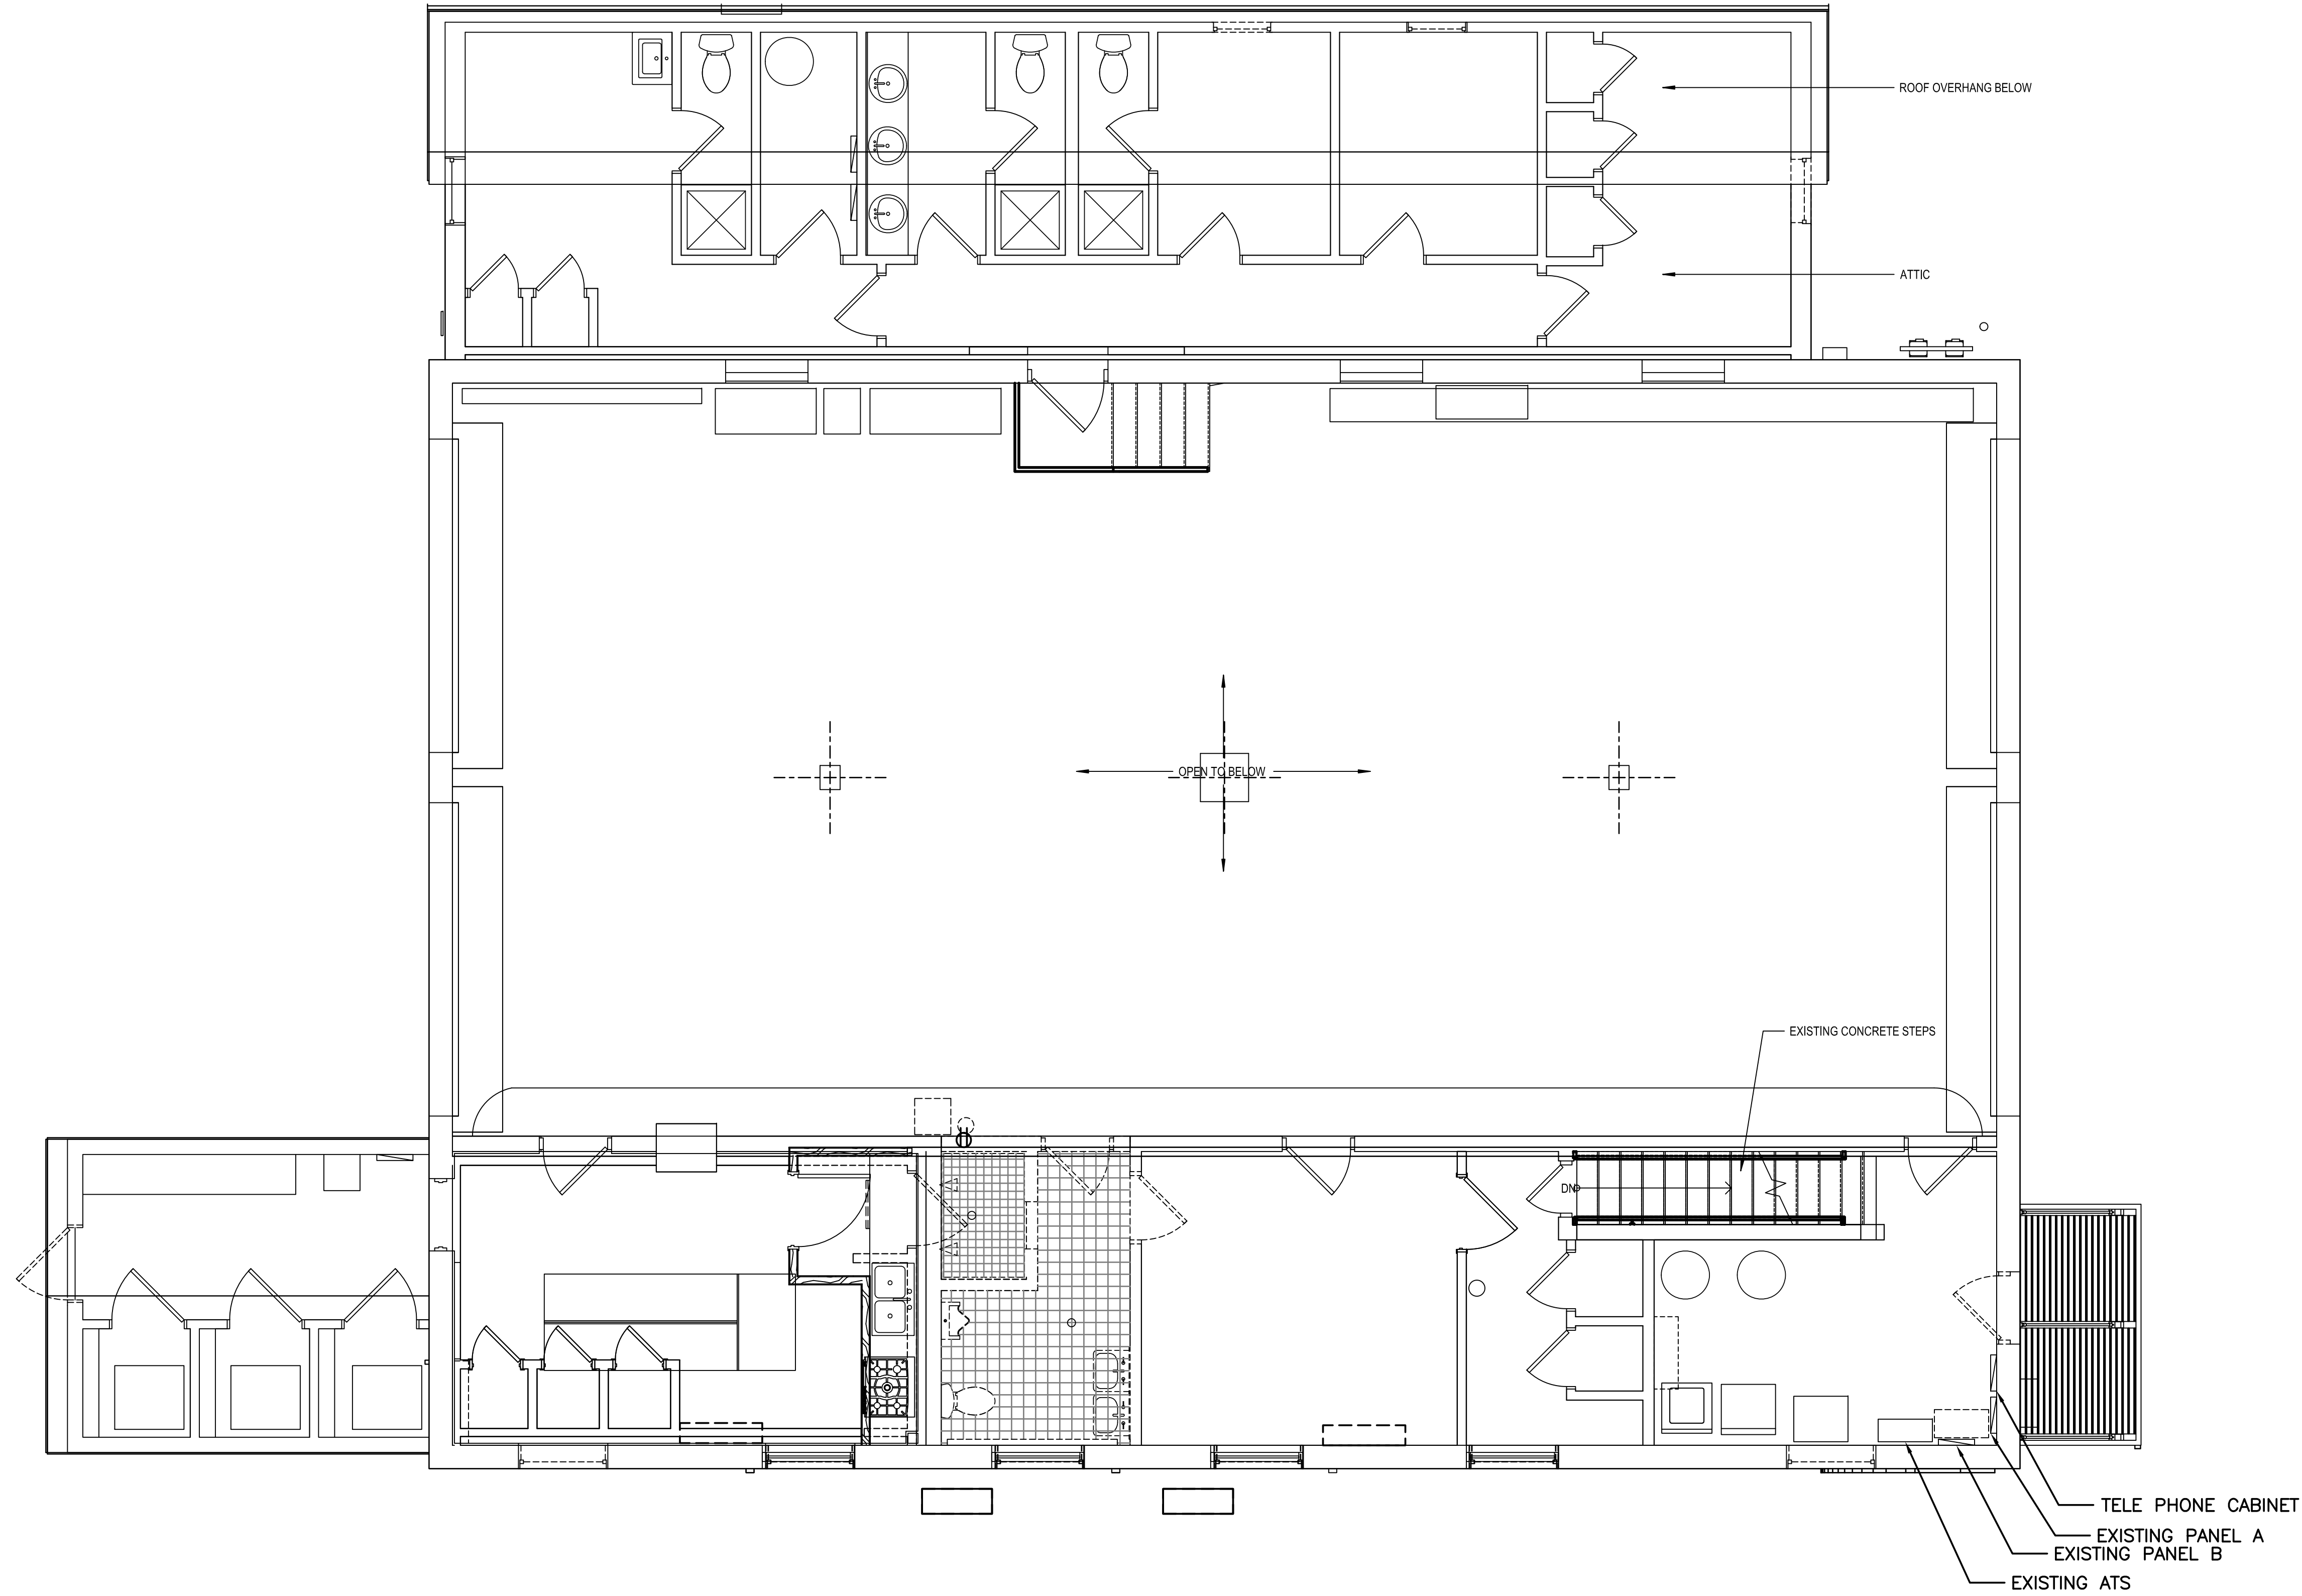 ROOF OVERHANG BELOW
ATTIC
OPEN TO BELOW
EXISTING CONCRETE STEPS
DN
TELE PHONE CABINET
EXISTING PANEL A
EXISTING PANEL B
EXISTING ATS